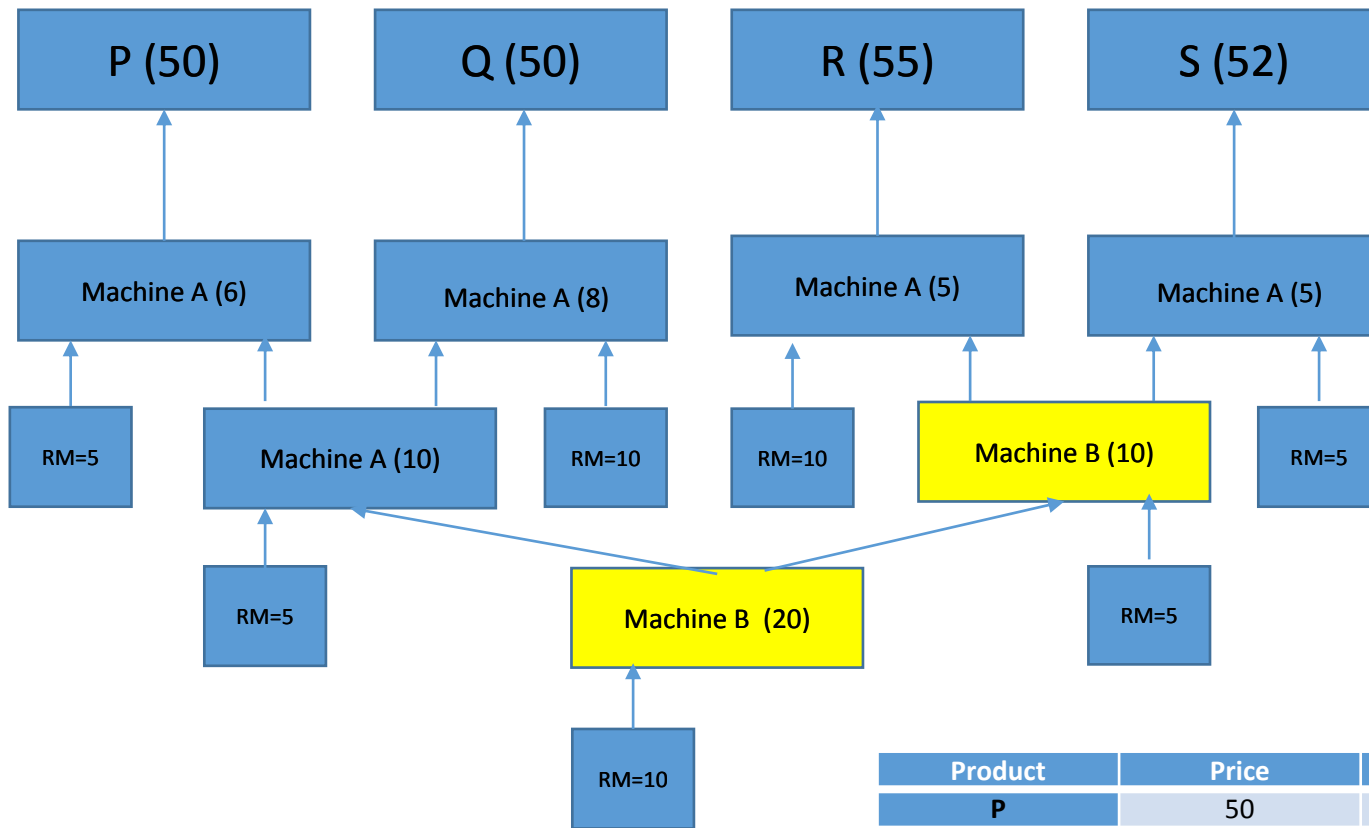 P (50)
Q (50)
R (55)
S (52)
Machine A (6)
Machine A (8)
Machine A (5)
Machine A (5)
RM=5
Machine A (10)
RM=10
RM=10
Machine B (10)
RM=5
RM=5
Machine B (20)
RM=5
RM=10
Product Price
P 50